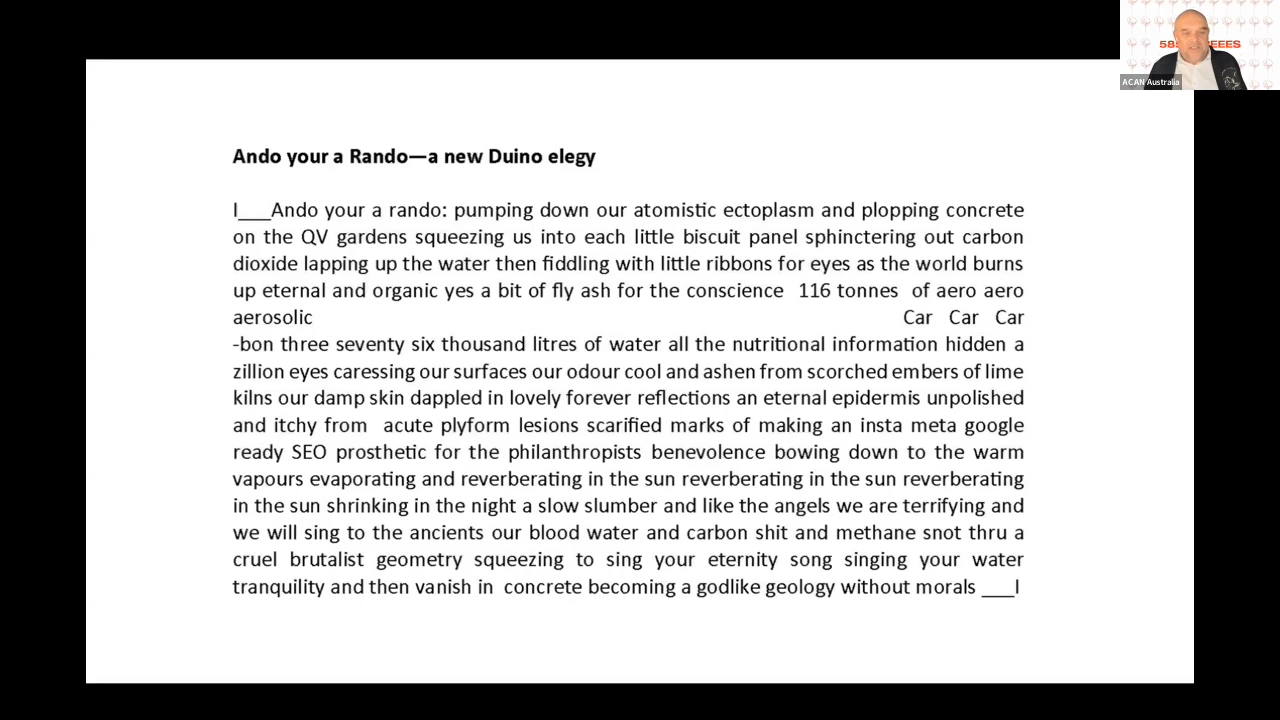 ACAN Australia
Ando your a Rando—a new Duino elegy
I___Ando your a rando: pumping down our atomistic ectoplasm and plopping concrete
on the QV gardens squeezing us into each little biscuit panel sphinctering out carbon
dioxide lapping up the water then fiddling with little ribbons for eyes as the world burns
up eternal and organic yes a bit of fly ash for the conscience  116 tonnes  of aero aero
aerosolic Car  Car  Car
-bon three seventy six thousand litres of water all the nutritional information hidden a
zillion eyes caressing our surfaces our odour cool and ashen from scorched embers of lime
kilns our damp skin dappled in lovely forever reflections an eternal epidermis unpolished
and itchy from  acute plyform lesions scarified marks of making an insta meta google
ready SEO prosthetic for the philanthropists benevolence bowing down to the warm
vapours evaporating and reverberating in the sun reverberating in the sun reverberating
in the sun shrinking in the night a slow slumber and like the angels we are terrifying and
we will sing to the ancients our blood water and carbon shit and methane snot thru a
cruel brutalist geometry squeezing to sing your eternity song singing your water
tranquility and then vanish in  concrete becoming a godlike geology without morals ___I